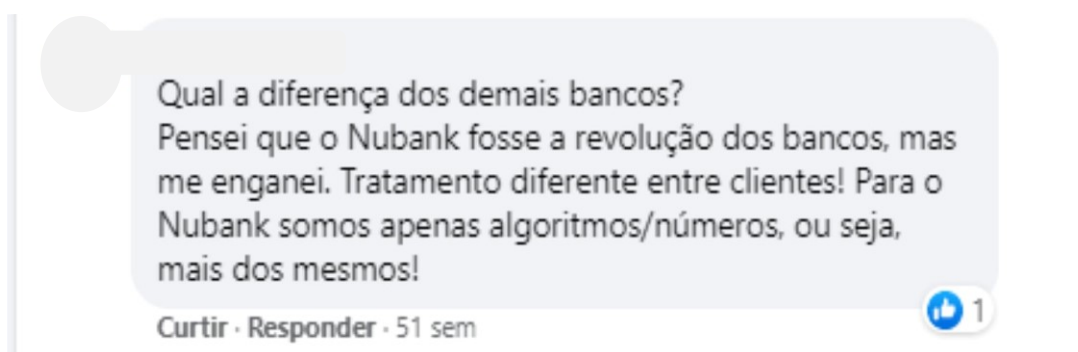 Qual a diferença dos demais bancos?
Pensei que o Nubank fosse a revolução dos bancos, mas
me enganei. Tratamento diferente entre clientes! Para o
Nubank somos apenas algoritmos/números, ou seja,
mais dos mesmos!
Curtir · Responder · 51 sem
1